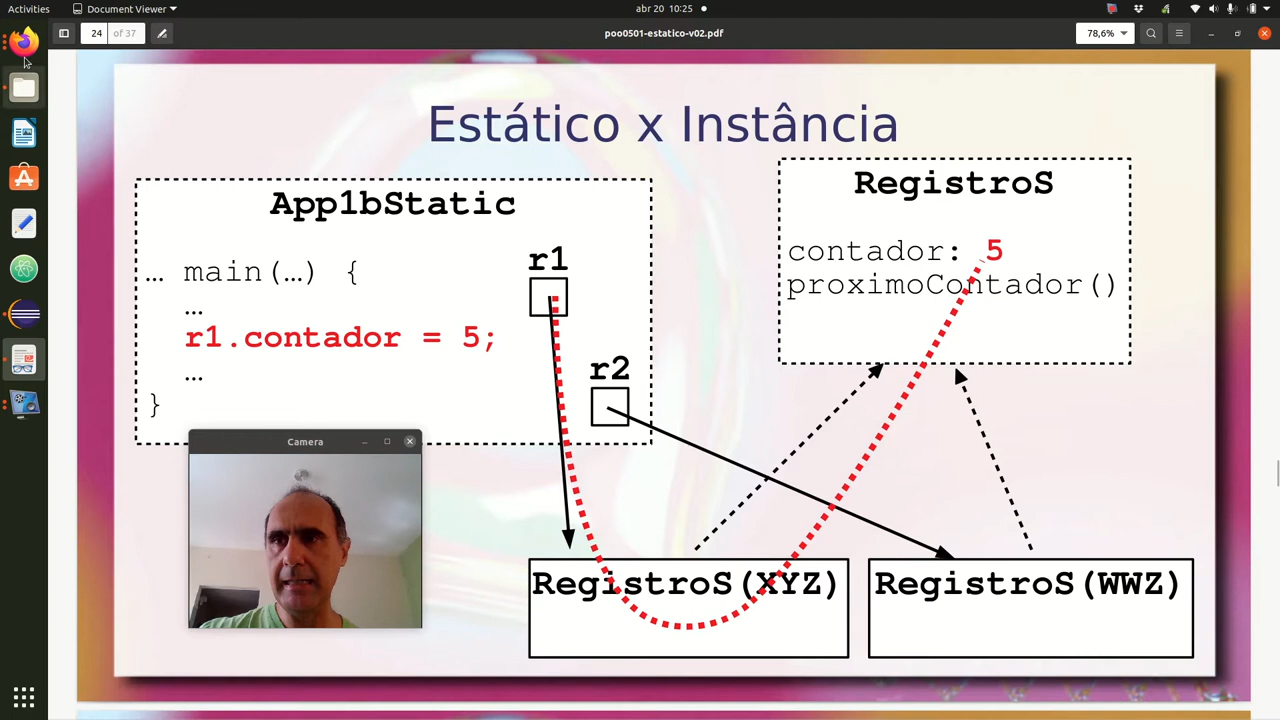 Activities
Document Viewer
abr 20 10:25
24 of 37
poo0501-estatico-v02.pdf
78,6%
Estático x Instância
App1bStatic
… main(…) {
…
r1.contador = 5;
…
}
r1
r2
RegistroS
contador: 5
proximoContador()
Camera
RegistroS(XYZ)
RegistroS(WWZ)